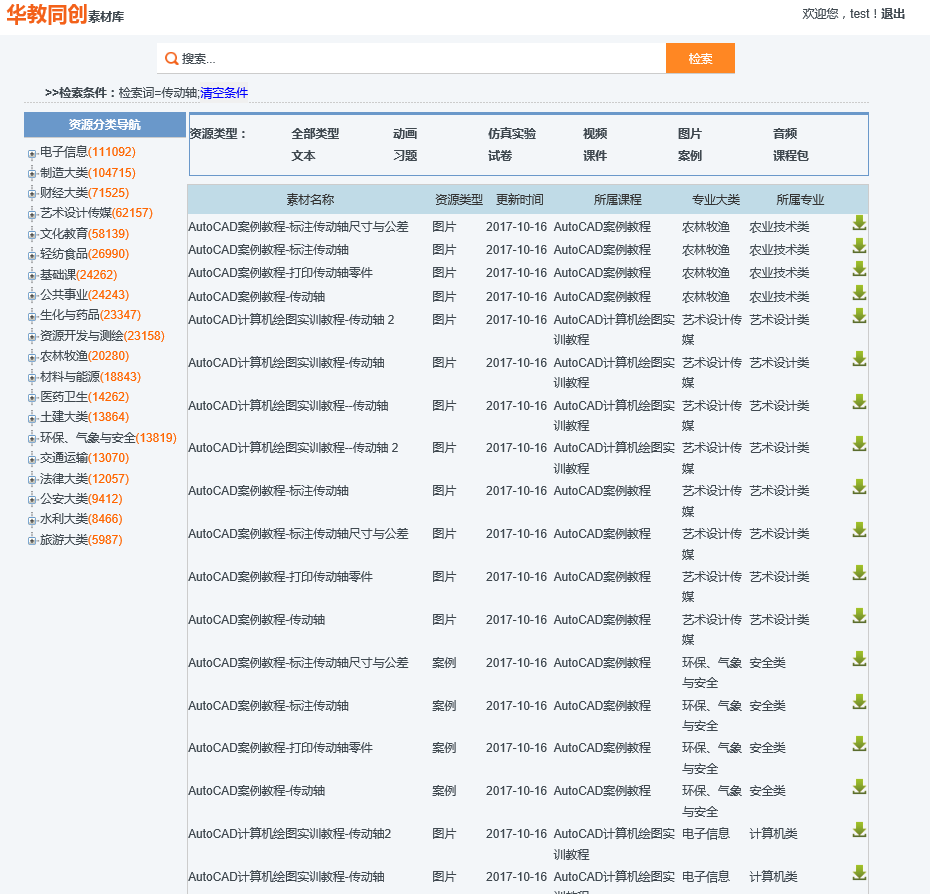 华教同创素材库
欢迎您，test！退出
搜索...
检索
>>检索条件：检索词=传动轴;清空条件
资源分类导航
电子信息(111092)
制造大类(104715)
财经大类(71525)
艺术设计传媒(62157)
文化教育(58139)
轻纺食品(26990)
基础课(24262)
公共事业(24243)
生化与药品(23347)
资源开发与测绘(23158)
农林牧渔(20280)
材料与能源(18843)
医药卫生(14262)
土建大类(13864)
环保、气象与安全(13819)
交通运输(13070)
法律大类(12057)
公安大类(9412)
水利大类(8466)
旅游大类(5987)
资源类型： 全部类型 动画 仿真实验 视频 图片 音频
文本 习题 试卷 课件 案例 课程包
素材名称 资源类型 更新时间 所属课程 专业大类 所属专业
AutoCAD案例教程-标注传动轴尺寸与公差 图片 2017-10-16 AutoCAD案例教程 农林牧渔 农业技术类
AutoCAD案例教程-标注传动轴 图片 2017-10-16 AutoCAD案例教程 农林牧渔 农业技术类
AutoCAD案例教程-打印传动轴零件 图片 2017-10-16 AutoCAD案例教程 农林牧渔 农业技术类
AutoCAD案例教程-传动轴 图片 2017-10-16 AutoCAD案例教程 农林牧渔 农业技术类
AutoCAD计算机绘图实训教程-传动轴 2 图片 2017-10-16 AutoCAD计算机绘图实 艺术设计传 艺术设计类
训教程 媒
AutoCAD计算机绘图实训教程-传动轴 图片 2017-10-16 AutoCAD计算机绘图实 艺术设计传 艺术设计类
训教程 媒
AutoCAD计算机绘图实训教程--传动轴 图片 2017-10-16 AutoCAD计算机绘图实 艺术设计传 艺术设计类
训教程 媒
AutoCAD计算机绘图实训教程--传动轴 2 图片 2017-10-16 AutoCAD计算机绘图实 艺术设计传 艺术设计类
训教程 媒
AutoCAD案例教程-标注传动轴 图片 2017-10-16 AutoCAD案例教程 艺术设计传 艺术设计类
媒
AutoCAD案例教程-标注传动轴尺寸与公差 图片 2017-10-16 AutoCAD案例教程 艺术设计传 艺术设计类
媒
AutoCAD案例教程-打印传动轴零件 图片 2017-10-16 AutoCAD案例教程 艺术设计传 艺术设计类
媒
AutoCAD案例教程-传动轴 图片 2017-10-16 AutoCAD案例教程 艺术设计传 艺术设计类
媒
AutoCAD案例教程-标注传动轴尺寸与公差 案例 2017-10-16 AutoCAD案例教程 环保、气象 安全类
与安全
AutoCAD案例教程-标注传动轴 案例 2017-10-16 AutoCAD案例教程 环保、气象 安全类
与安全
AutoCAD案例教程-打印传动轴零件 案例 2017-10-16 AutoCAD案例教程 环保、气象 安全类
与安全
AutoCAD案例教程-传动轴 案例 2017-10-16 AutoCAD案例教程 环保、气象 安全类
与安全
AutoCAD计算机绘图实训教程-传动轴2 图片 2017-10-16 AutoCAD计算机绘图实 电子信息 计算机类
训教程
AutoCAD计算机绘图实训教程-传动轴 图片 2017-10-16 AutoCAD计算机绘图实 电子信息 计算机类